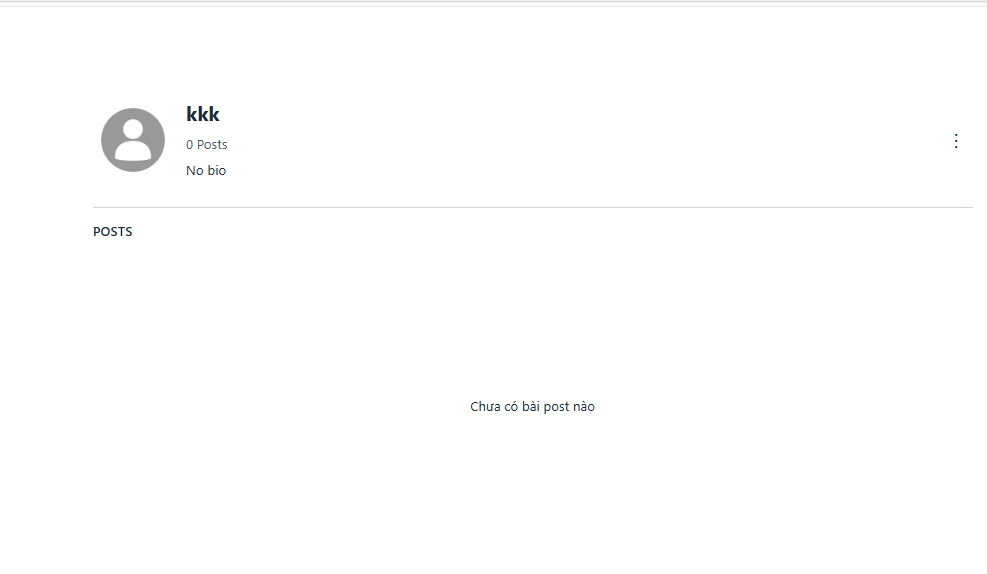 kkk
0 Posts
No bio
POSTS
Chưa có bài post nào